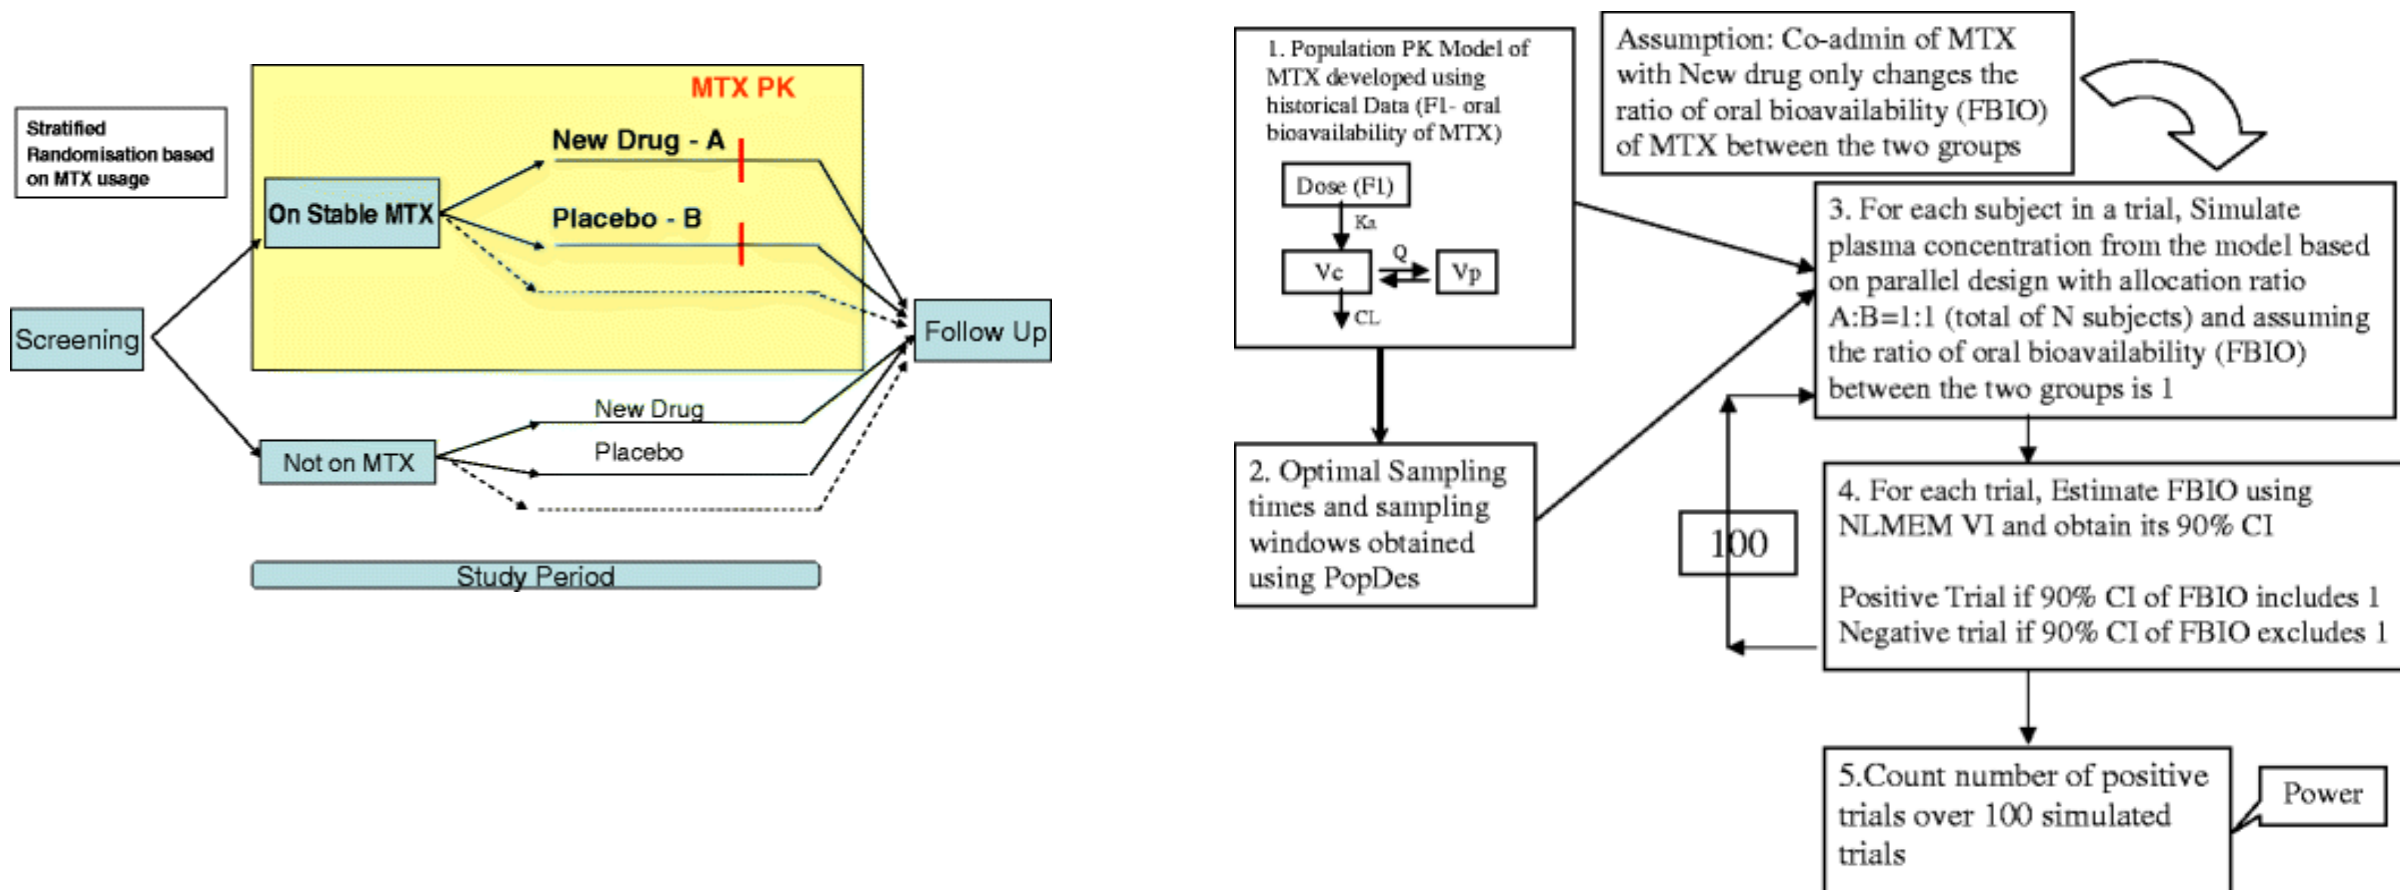 Stratified
Randomisation based
on MTX usage
MTX PK
New Drug - A
On Stable MTX
Placebo - B
Screening
Follow Up
New Drug
Placebo
Not on MTX
Study Period
1. Population PK Model of
MTX developed using
historical Data (F1- oral
bioavailability of MTX)
Dose (F1)
Ka
Vc
Q
Vp
CL
Assumption: Co-admin of MTX
with New drug only changes the
ratio of oral bioavailability (FBIO)
of MTX between the two groups
2. Optimal Sampling
times and sampling
windows obtained
using PopDes
3. For each subject in a trial, Simulate
plasma concentration from the model based
on parallel design with allocation ratio
A:B=1:1 (total of N subjects) and assuming
the ratio of oral bioavailability (FBIO)
between the two groups is 1
100
4. For each trial, Estimate FBIO using
NLMEM VI and obtain its 90% CI
Positive Trial if 90% CI of FBIO includes 1
Negative trial if 90% CI of FBIO excludes 1
5.Count number of positive
trials over 100 simulated
trials
Power